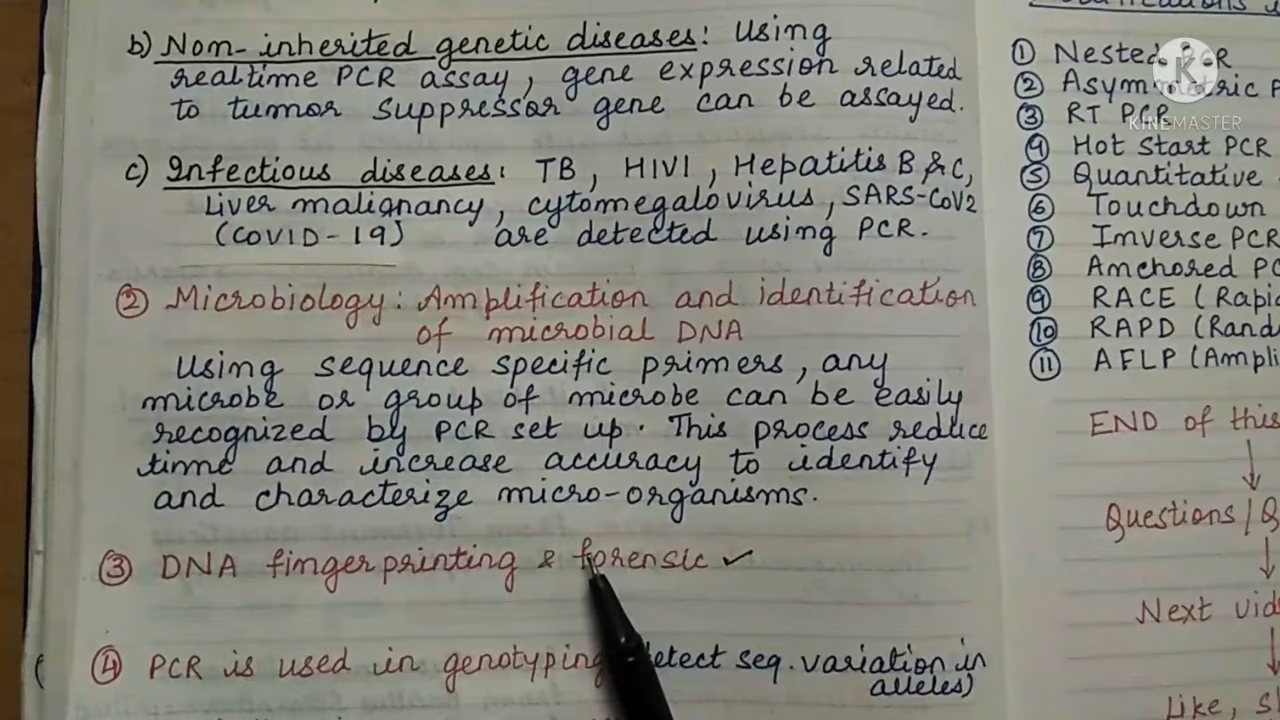 b) Non-inherited genetic diseases: Using
realtime PCR assay, gene expression related
to tumor suppressor gene can be assayed.
c) Infectious diseases: TB, HIVI, Hepatitis B & C,
Liver malignancy, cytomegalovirus, SARS-CoV2
(COVID-19) are detected using PCR.
② Microbiology: Amplification and identification
of microbial DNA
Using sequence specific primers, any
microbe or group of microbe can be easily
recognized by PCR set up. This process reduce
time and increase accuracy to identify
and characterize micro-organisms.
③ DNA fingerprinting & forensic ✓
④ PCR is used in genotyping detect seq. variation in
alleles)
① Nested PCR
② Asymmetric P
③ RT PCR
④ Hot Start PCR
⑤ Quantitative
⑥ Touchdown
⑦ Inverse PCR
⑧ Anchored PC
⑨ RACE (Rapid
⑩ RAPD (Rand
⑪ AFLP (Ampli
END of this
Questions/Q
Next vid
Like, S
K
KINEMASTER